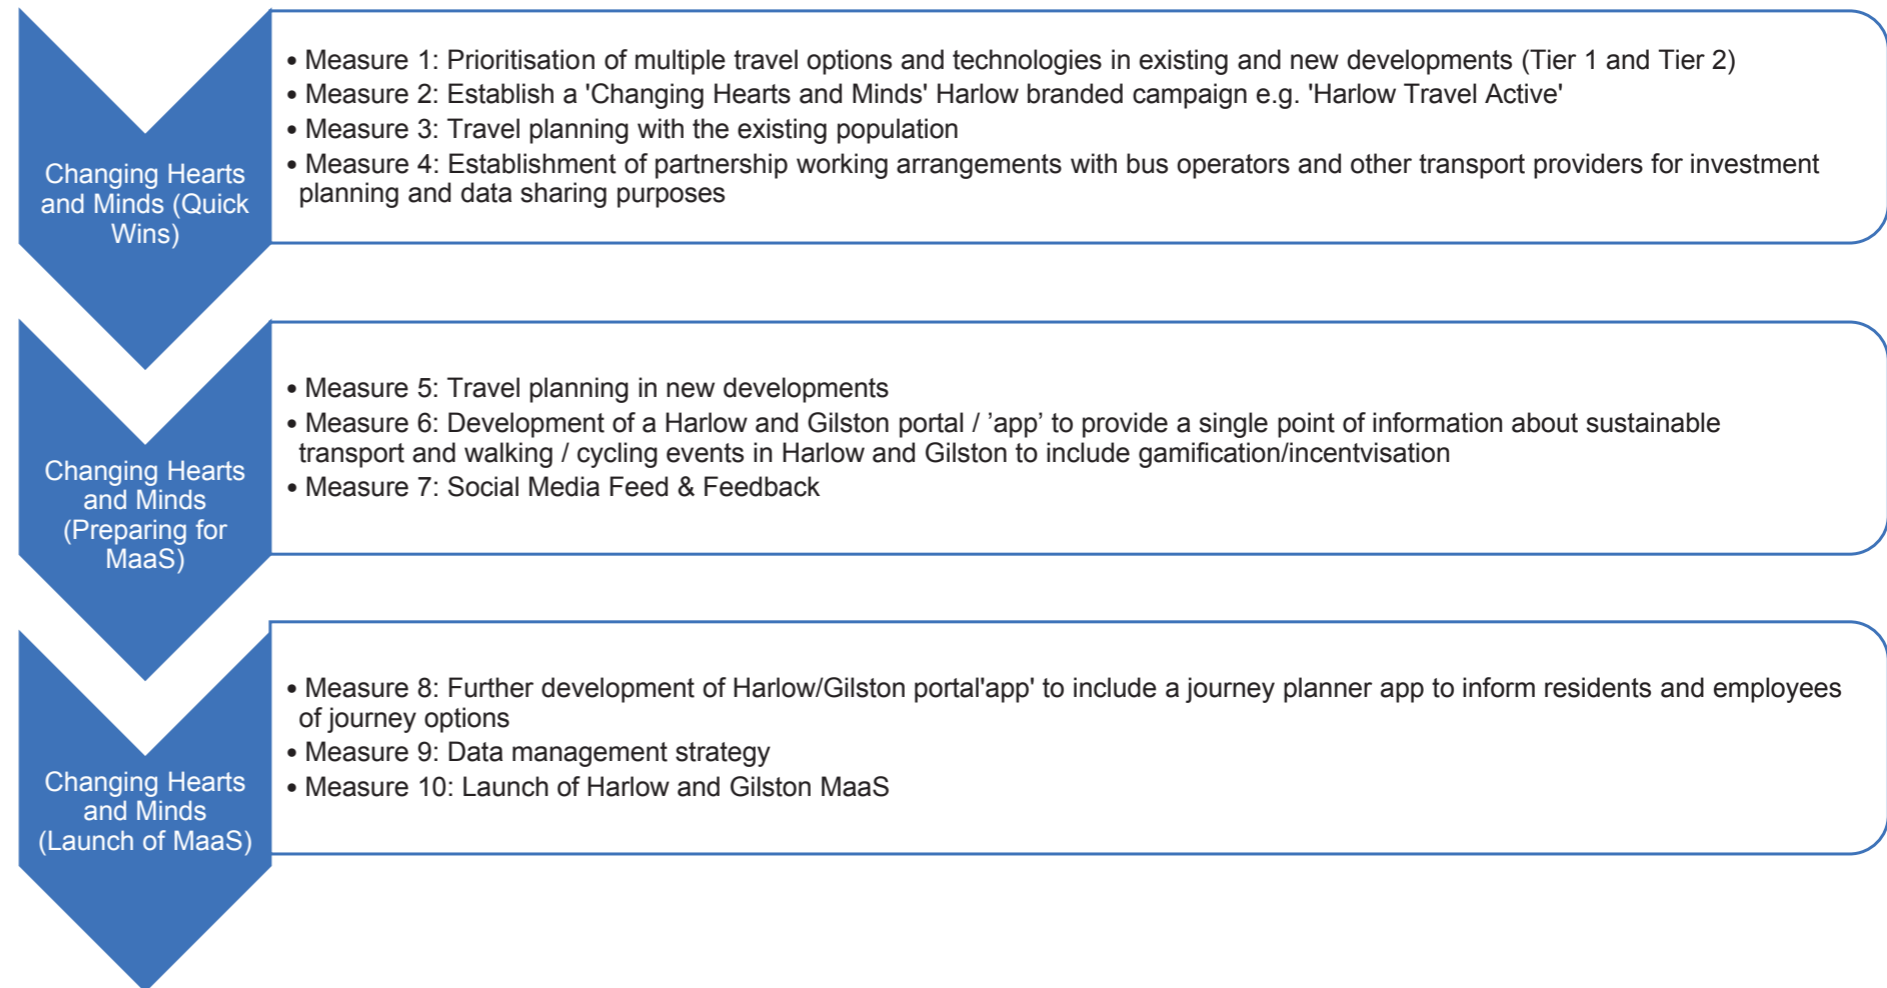 Changing Hearts
and Minds (Quick
Wins)
• Measure 1: Prioritisation of multiple travel options and technologies in existing and new developments (Tier 1 and Tier 2)
• Measure 2: Establish a 'Changing Hearts and Minds' Harlow branded campaign e.g. 'Harlow Travel Active'
• Measure 3: Travel planning with the existing population
• Measure 4: Establishment of partnership working arrangements with bus operators and other transport providers for investment
planning and data sharing purposes
Changing Hearts
and Minds
(Preparing for
MaaS)
• Measure 5: Travel planning in new developments
• Measure 6: Development of a Harlow and Gilston portal / ’app’ to provide a single point of information about sustainable
transport and walking / cycling events in Harlow and Gilston to include gamification/incentvisation
• Measure 7: Social Media Feed & Feedback
Changing Hearts
and Minds
(Launch of MaaS)
• Measure 8: Further development of Harlow/Gilston portal'app' to include a journey planner app to inform residents and employees
of journey options
• Measure 9: Data management strategy
• Measure 10: Launch of Harlow and Gilston MaaS